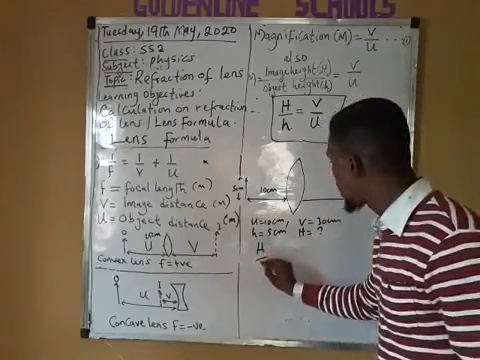 GOLDENLINE SCHOOLS
Tuesday, 19th May, 2020
Class: SS2
Subject: Physics
Topic: Refraction of lens
Learning Objectives:
Calculation on refraction
of lens / Lens formula.
Lens formula
1/f = 1/v + 1/u
f = focal length (m)
V = Image distance (m)
U = Object distance (m)
O
U
V
Convex lens f=+ve
O
U
V
Concave lens f=-ve
Magnification (M) = V/U
also
Image height (H) / object height (h) = V/U
H/h = V/U
5cm
10cm
u=10cm, V=30cm
h=5cm H=?
H